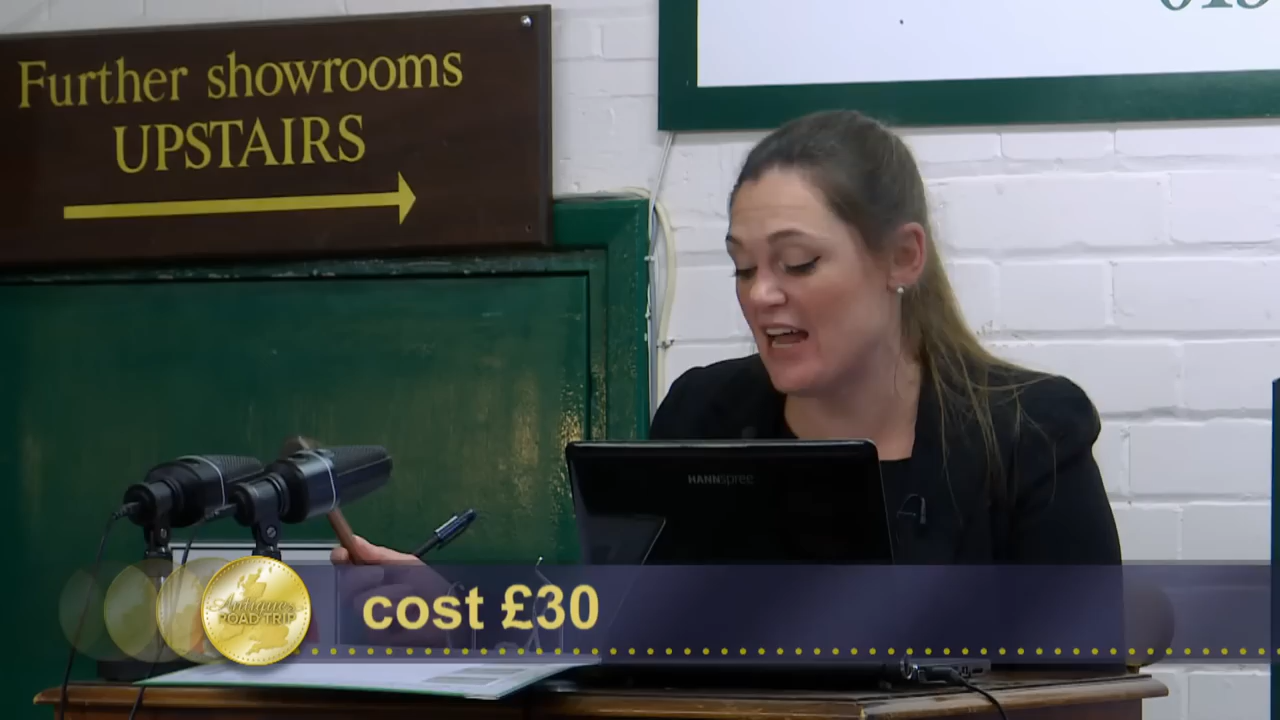 Further showrooms
UPSTAIRS
HANNspree
Antiques
ROAD TRIP
cost £30